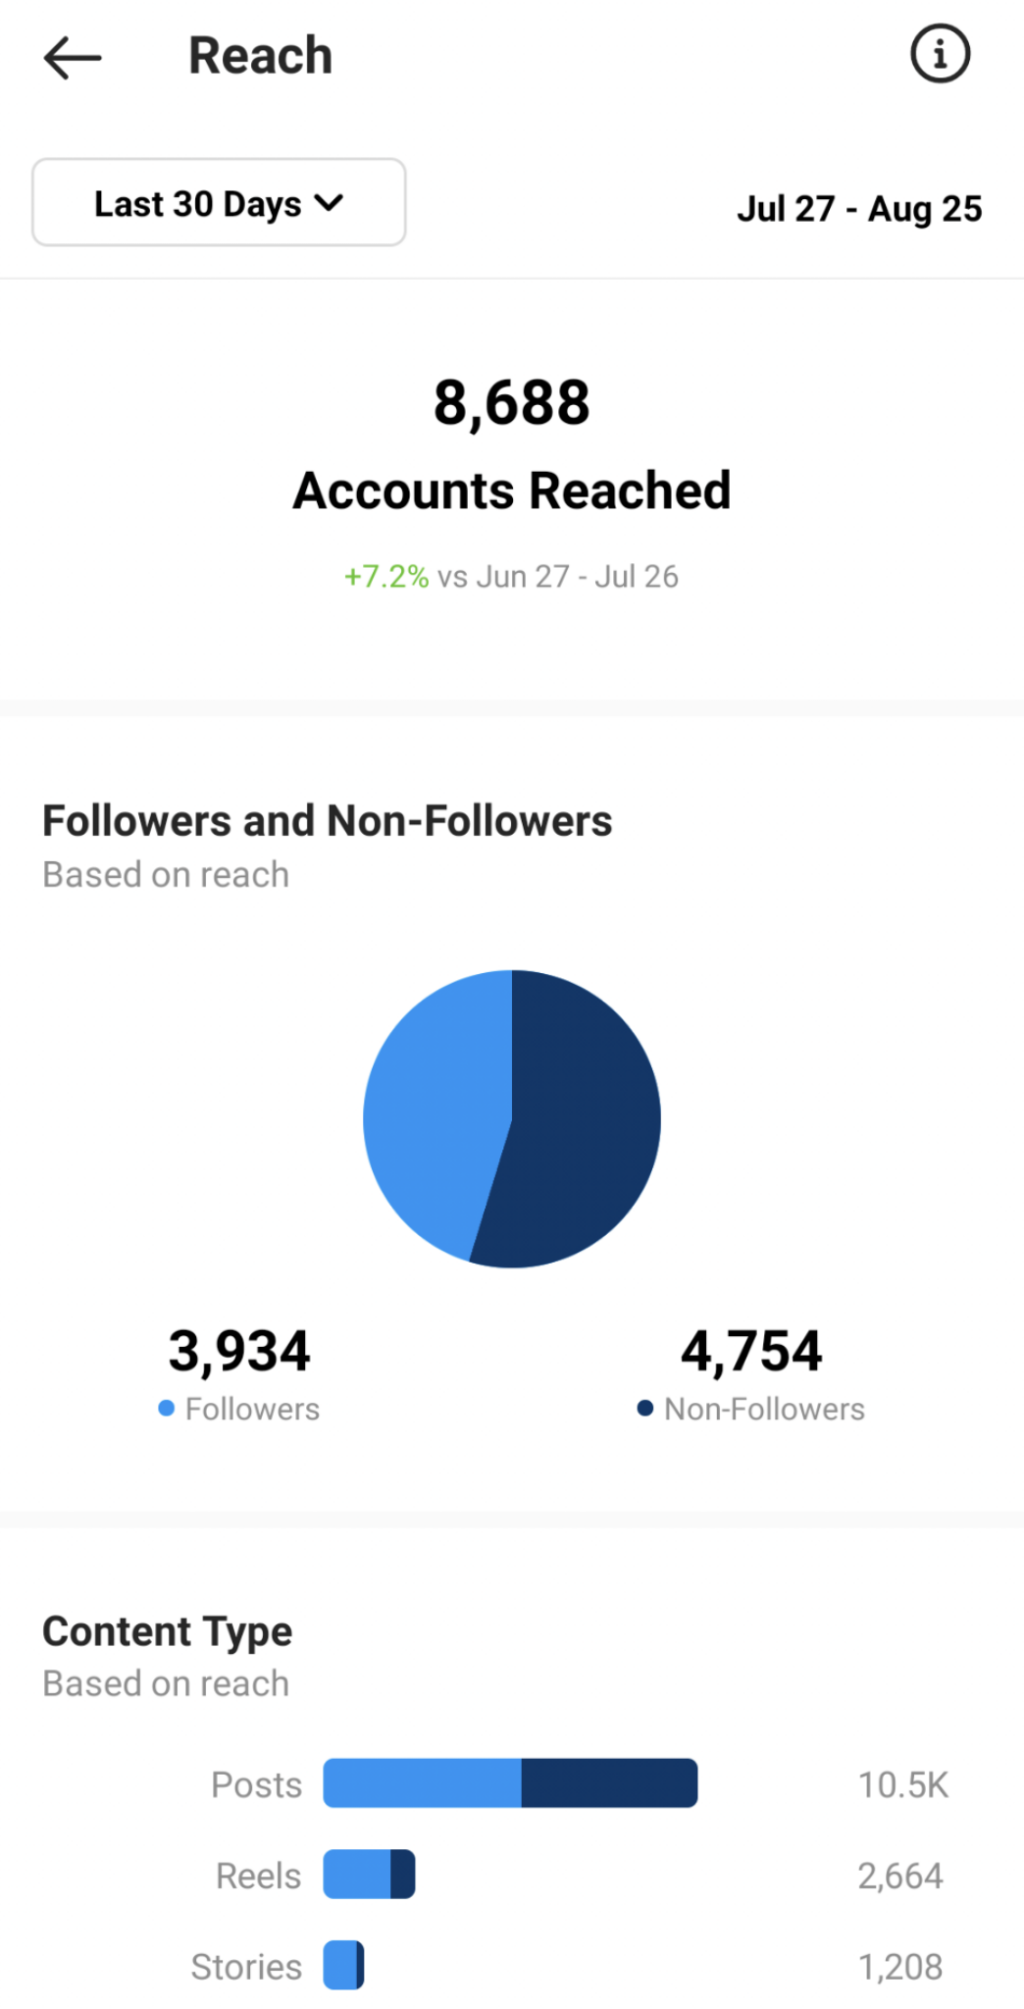 Reach
Last 30 Days
Jul 27 - Aug 25
8,688
Accounts Reached
+7.2% vs Jun 27 - Jul 26
Followers and Non-Followers
Based on reach
3,934
4,754
Followers
Non-Followers
Content Type
Based on reach
Posts 10.5K
Reels 2,664
Stories 1,208